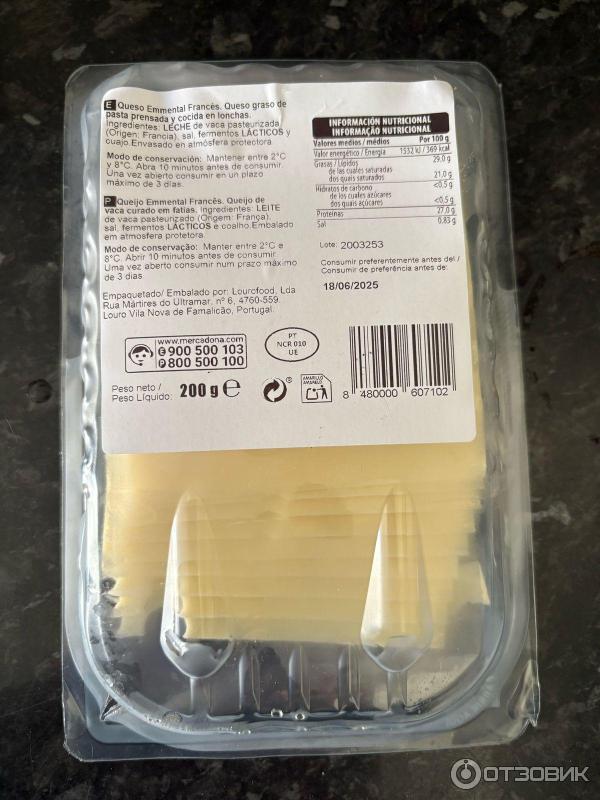 E Queso Emmental Francés. Queso graso de
pasta prensada y cocida en lonchas.
Ingredientes: LECHE de vaca pasteurizada
(Origen: Francia), sal, fermentos LÁCTICOS y
cuajo.Envasado en atmósfera protectora.
Modo de conservación: Mantener entre 2°C
y 8°C. Abra 10 minutos antes de consumir.
Una vez abierto consumir en un plazo
máximo de 3 días.
P Queijo Emmental Francês. Queijo de
vaca curado em fatias. Ingredientes: LEITE
de vaca pasteurizado (Origem: França),
sal, fermentos LÁCTICOS e coalho.Embalado
em atmosfera protetora.
Modo de conservação: Manter entre 2°C e
8°C. Abrir 10 minutos antes de consumir.
Uma vez aberto consumir num prazo máximo
de 3 dias
Empaquetado/ Embalado por: Lourofood, Lda
Rua Mártires do Ultramar, nº 6, 4760-559.
Louro Vila Nova de Famalicão, Portugal.
www.mercadona.com
E 900 500 103
P 800 500 100
Peso neto /
Peso Líquido: 200 g e
INFORMACIÓN NUTRICIONAL
INFORMAÇÃO NUTRICIONAL
Valores medios / médios Por 100 g
Valor energético / Energia 1532 kJ / 369 kcal
Grasas / Lípidos 29,0 g
de las cuales saturadas
dos quais saturados 21,0 g
Hidratos de carbono <0,5 g
de los cuales azúcares
dos quais açúcares <0,5 g
Proteínas 27,0 g
Sal 0,83 g
Lote: 2003253
Consumir preferentemente antes del /
Consumir de preferência antes de:
18/06/2025
PT
NCR 010
UE
AMARILLO
AMARELO
8 480000 607102
ОТЗОВИК